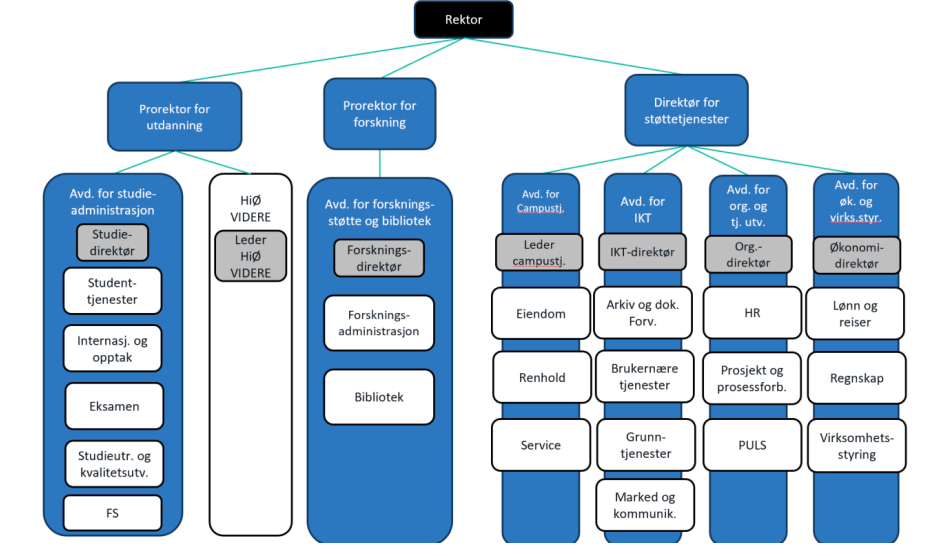 Rektor
Prorektor for
utdanning
Prorektor for
forskning
Direktør for
støttetjenester
Avd. for studie-
administrasjon
Studie-
direktør
Student-
tjenester
Internasj. og
opptak
Eksamen
Studieutr. og
kvalitetsutv.
FS
HiØ
VIDERE
Leder
HiØ
VIDERE
Avd. for forsknings-
støtte og bibliotek
Forsknings-
direktør
Forsknings-
administrasjon
Bibliotek
Avd. for
Campustj.
Leder
campustj.
Eiendom
Renhold
Service
Avd. for
IKT
IKT-direktør
Arkiv og dok.
Forv.
Brukernære
tjenester
Grunn-
tjenester
Marked og
kommunik.
Avd. for
org. og
tj. utv.
Org.-
direktør
HR
Prosjekt og
prosessforb.
PULS
Avd. for
øk. og
virks.styr.
Økonomi-
direktør
Lønn og
reiser
Regnskap
Virksomhets-
styring